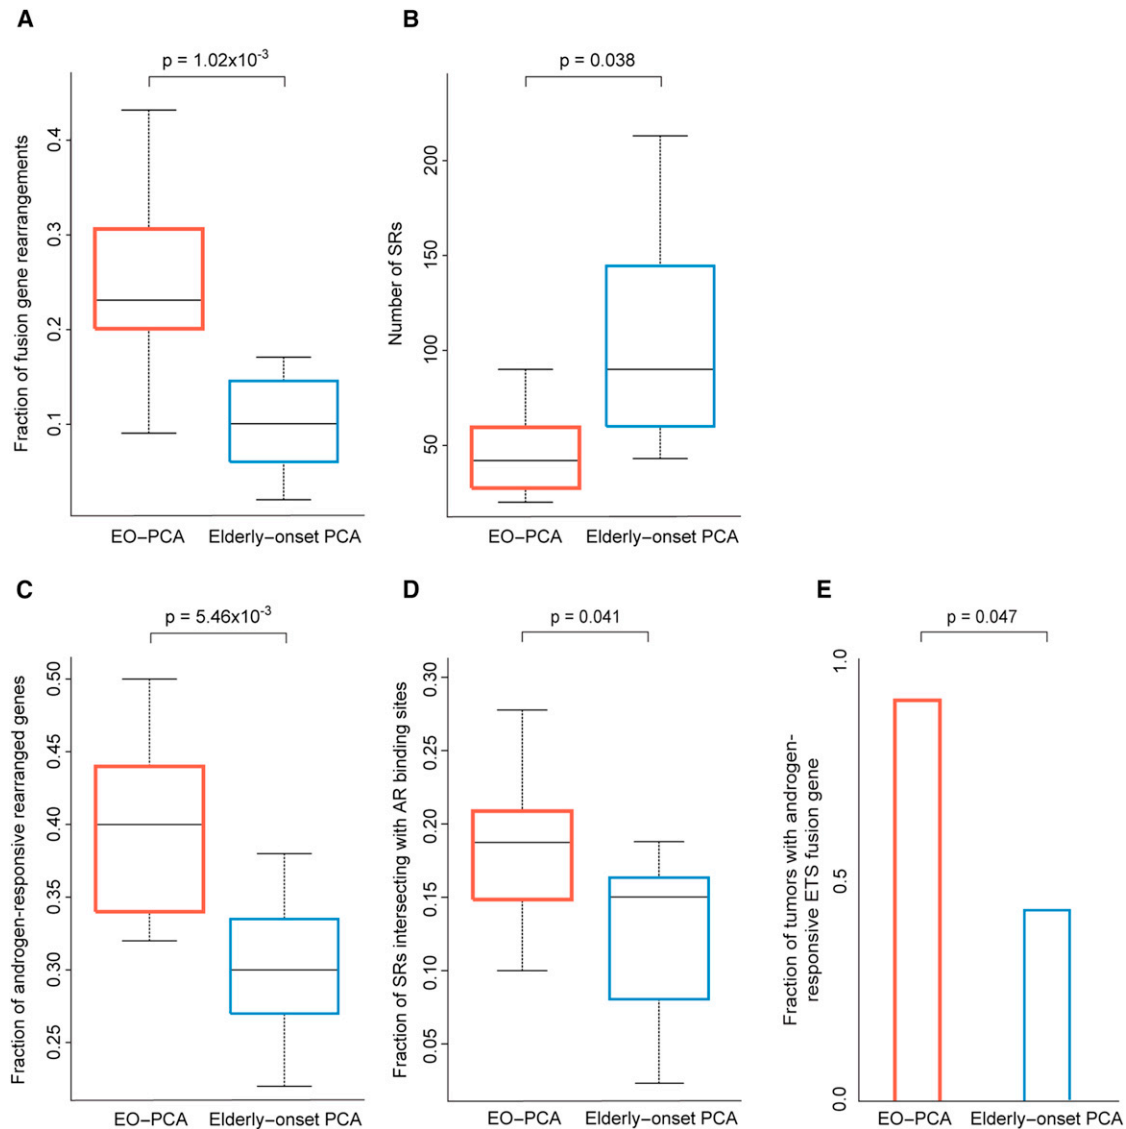 A
p = 1.02x10-3
Fraction of fusion gene rearrangements
0.4
0.3
0.2
0.1
EO–PCA
Elderly–onset PCA
B
p = 0.038
Number of SRs
200
150
100
50
EO–PCA
Elderly–onset PCA
C
p = 5.46x10-3
Fraction of androgen-responsive rearranged genes
0.50
0.45
0.40
0.35
0.30
0.25
EO–PCA
Elderly–onset PCA
D
p = 0.041
Fraction of SRs intersecting with AR binding sites
0.30
0.25
0.20
0.15
0.10
0.05
EO–PCA
Elderly–onset PCA
E
p = 0.047
Fraction of tumors with androgen-
responsive ETS fusion gene
1.0
0.5
0.0
EO–PCA
Elderly–onset PCA